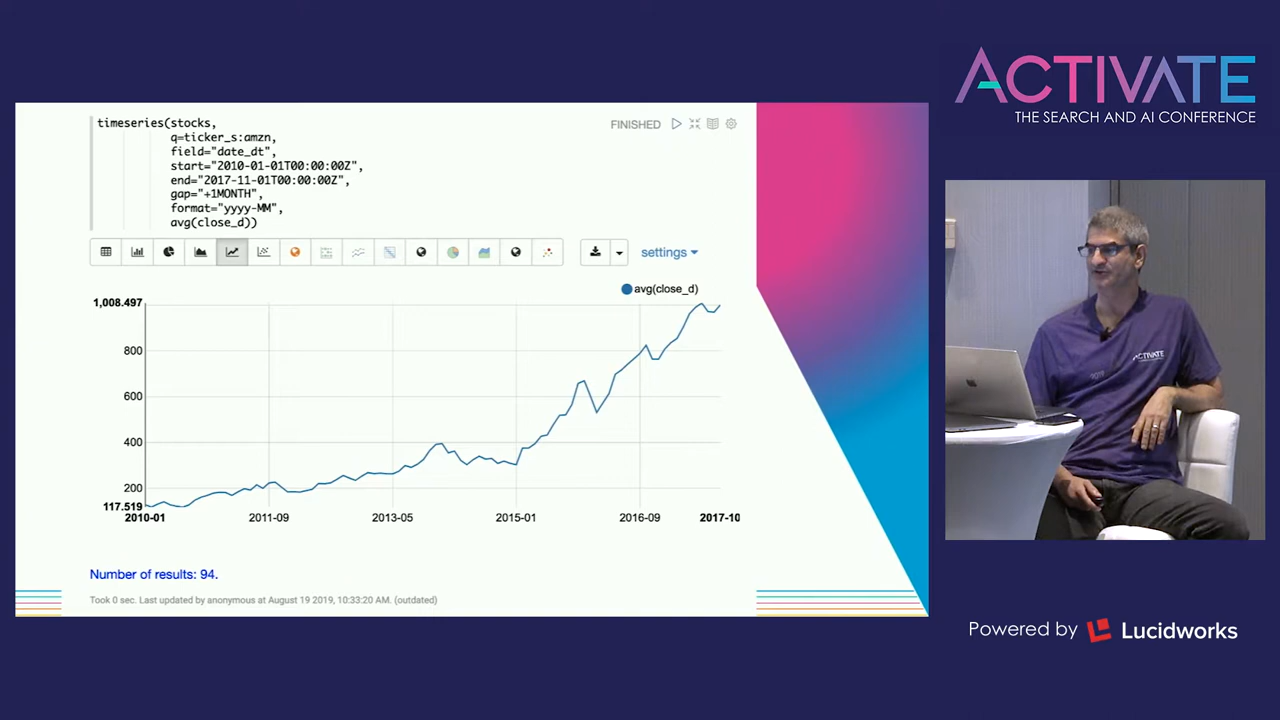 timeseries(stocks,
q=ticker_s:amzn,
field="date_dt",
start="2010-01-01T00:00:00Z",
end="2017-11-01T00:00:00Z",
gap="+1MONTH",
format="yyyy-MM",
avg(close_d))
FINISHED
settings
avg(close_d)
1,008.497
800
600
400
200
117.519
2010-01
2011-09
2013-05
2015-01
2016-09
2017-10
Number of results: 94.
Took 0 sec. Last updated by anonymous at August 19 2019, 10:33:20 AM. (outdated)
ACTIVATE
THE SEARCH AND AI CONFERENCE
ACTIVATE
2019
Powered by Lucidworks